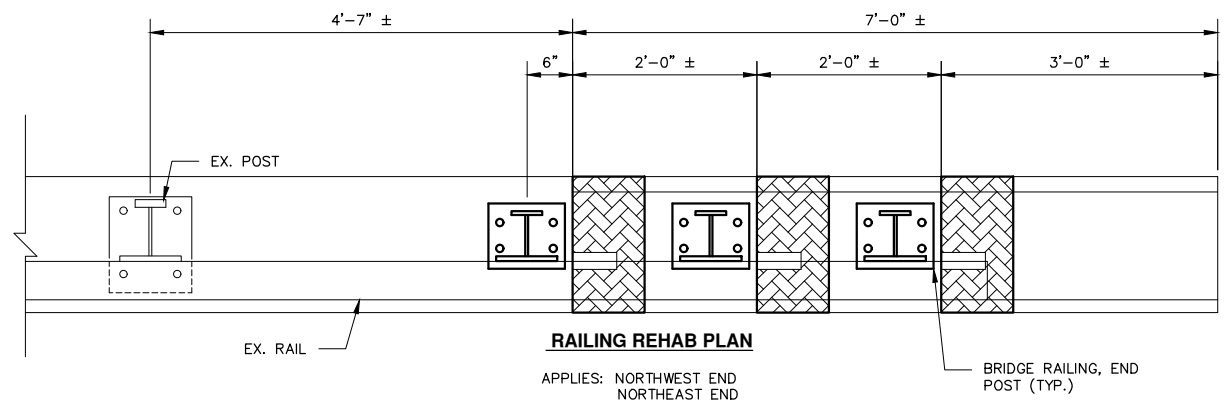 4'-7" ±
7'-0" ±
6"
2'-0" ±
2'-0" ±
3'-0" ±
EX. POST
EX. RAIL
RAILING REHAB PLAN
APPLIES: NORTHWEST END
NORTHEAST END
BRIDGE RAILING, END
POST (TYP.)